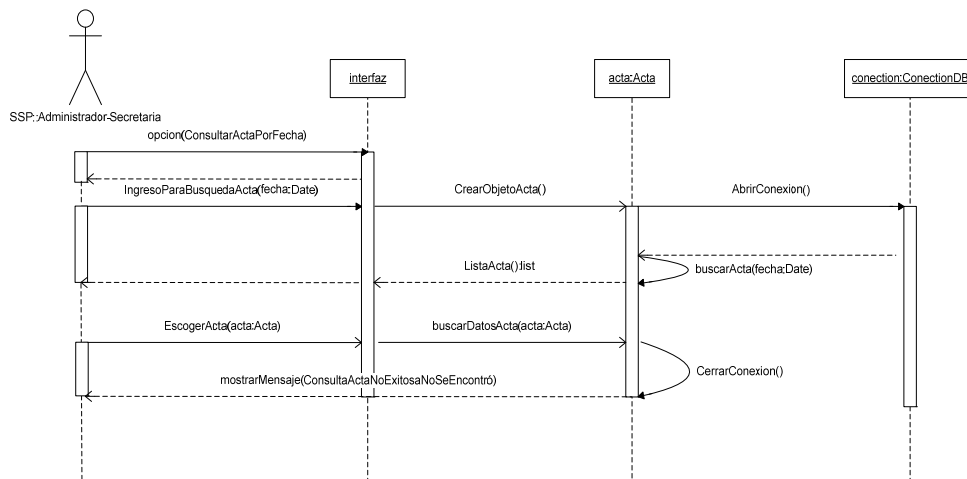 interfaz
acta:Acta
conection:ConectionDB
SSP::Administrador-Secretaria
opcion(ConsultarActaPorFecha)
IngresoParaBusquedaActa(fecha:Date)
CrearObjetoActa()
AbrirConexion()
ListaActa():list
buscarActa(fecha:Date)
EscogerActa(acta:Acta)
buscarDatosActa(acta:Acta)
CerrarConexion()
mostrarMensaje(ConsultaActaNoExitosaNoSeEncontró)